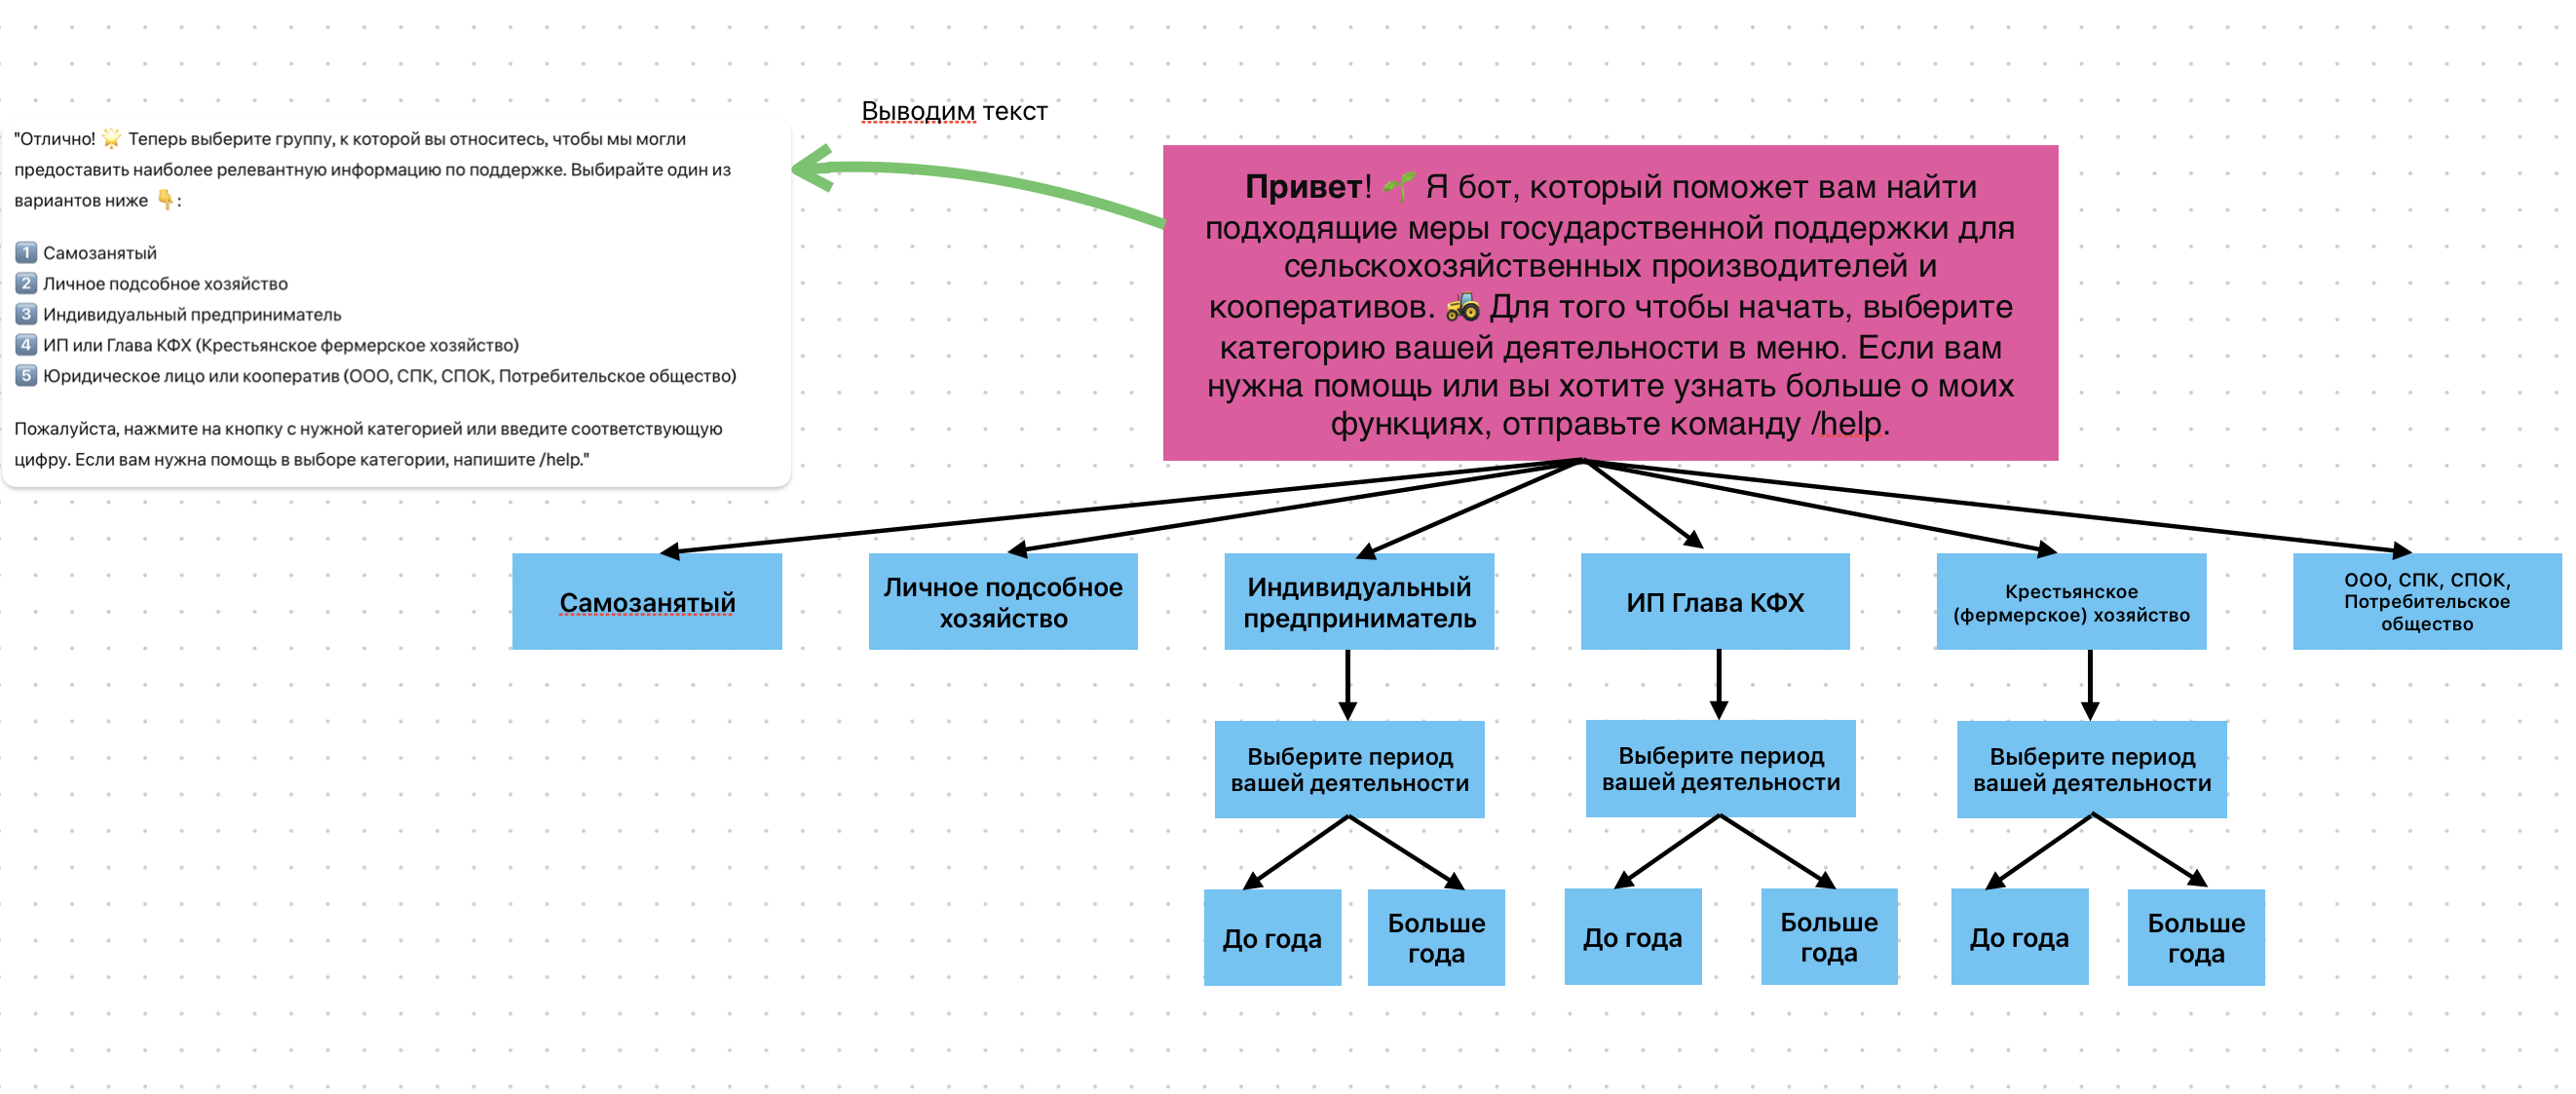 Выводим текст
"Отлично! 🌟 Теперь выберите группу, к которой вы относитесь, чтобы мы могли
предоставить наиболее релевантную информацию по поддержке. Выбирайте один из
вариантов ниже 👇:
1️⃣ Самозанятый
2️⃣ Личное подсобное хозяйство
3️⃣ Индивидуальный предприниматель
4️⃣ ИП или Глава КФХ (Крестьянское фермерское хозяйство)
5️⃣ Юридическое лицо или кооператив (ООО, СПК, СПОК, Потребительское общество)
Пожалуйста, нажмите на кнопку с нужной категорией или введите соответствующую
цифру. Если вам нужна помощь в выборе категории, напишите /help."
Привет! 🌱 Я бот, который поможет вам найти
подходящие меры государственной поддержки для
сельскохозяйственных производителей и
кооперативов. 🚜 Для того чтобы начать, выберите
категорию вашей деятельности в меню. Если вам
нужна помощь или вы хотите узнать больше о моих
функциях, отправьте команду /help.
Самозанятый
Личное подсобное
хозяйство
Индивидуальный
предприниматель
ИП Глава КФХ
Крестьянское
(фермерское) хозяйство
ООО, СПК, СПОК,
Потребительское
общество
Выберите период
вашей деятельности
Выберите период
вашей деятельности
Выберите период
вашей деятельности
До года
Больше
года
До года
Больше
года
До года
Больше
года